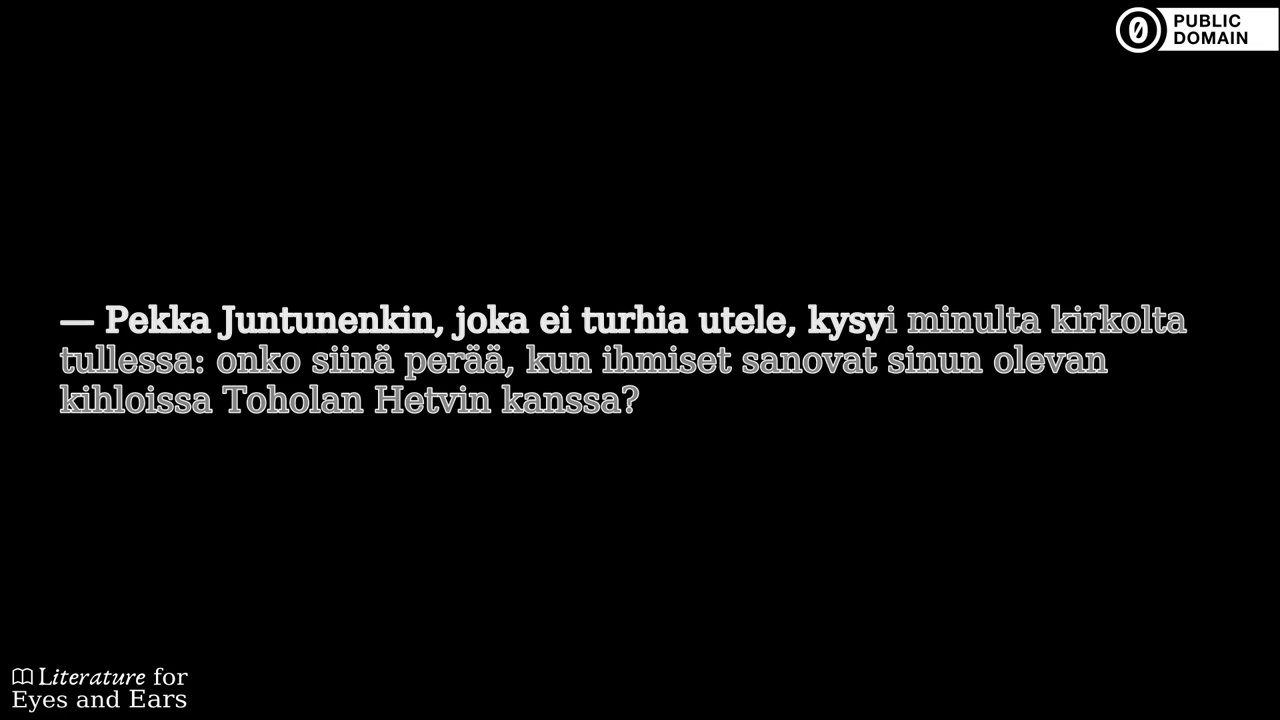 PUBLIC
DOMAIN
— Pekka Juntunenkin, joka ei turhia utele, kysyi minulta kirkolta
tullessa: onko siinä perää, kun ihmiset sanovat sinun olevan
kihloissa Toholan Hetvin kanssa?
Literature for
Eyes and Ears